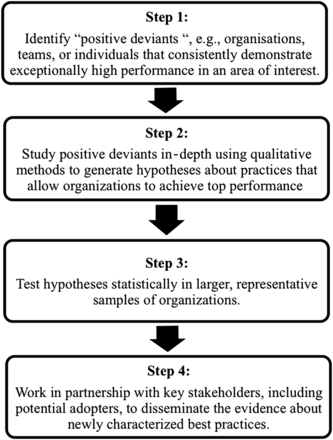 Step 1:
Identify “positive deviants “, e.g., organisations,
teams, or individuals that consistently demonstrate
exceptionally high performance in an area of interest.
Step 2:
Study positive deviants in-depth using qualitative
methods to generate hypotheses about practices that
allow organizations to achieve top performance
Step 3:
Test hypotheses statistically in larger, representative
samples of organizations.
Step 4:
Work in partnership with key stakeholders, including
potential adopters, to disseminate the evidence about
newly characterized best practices.